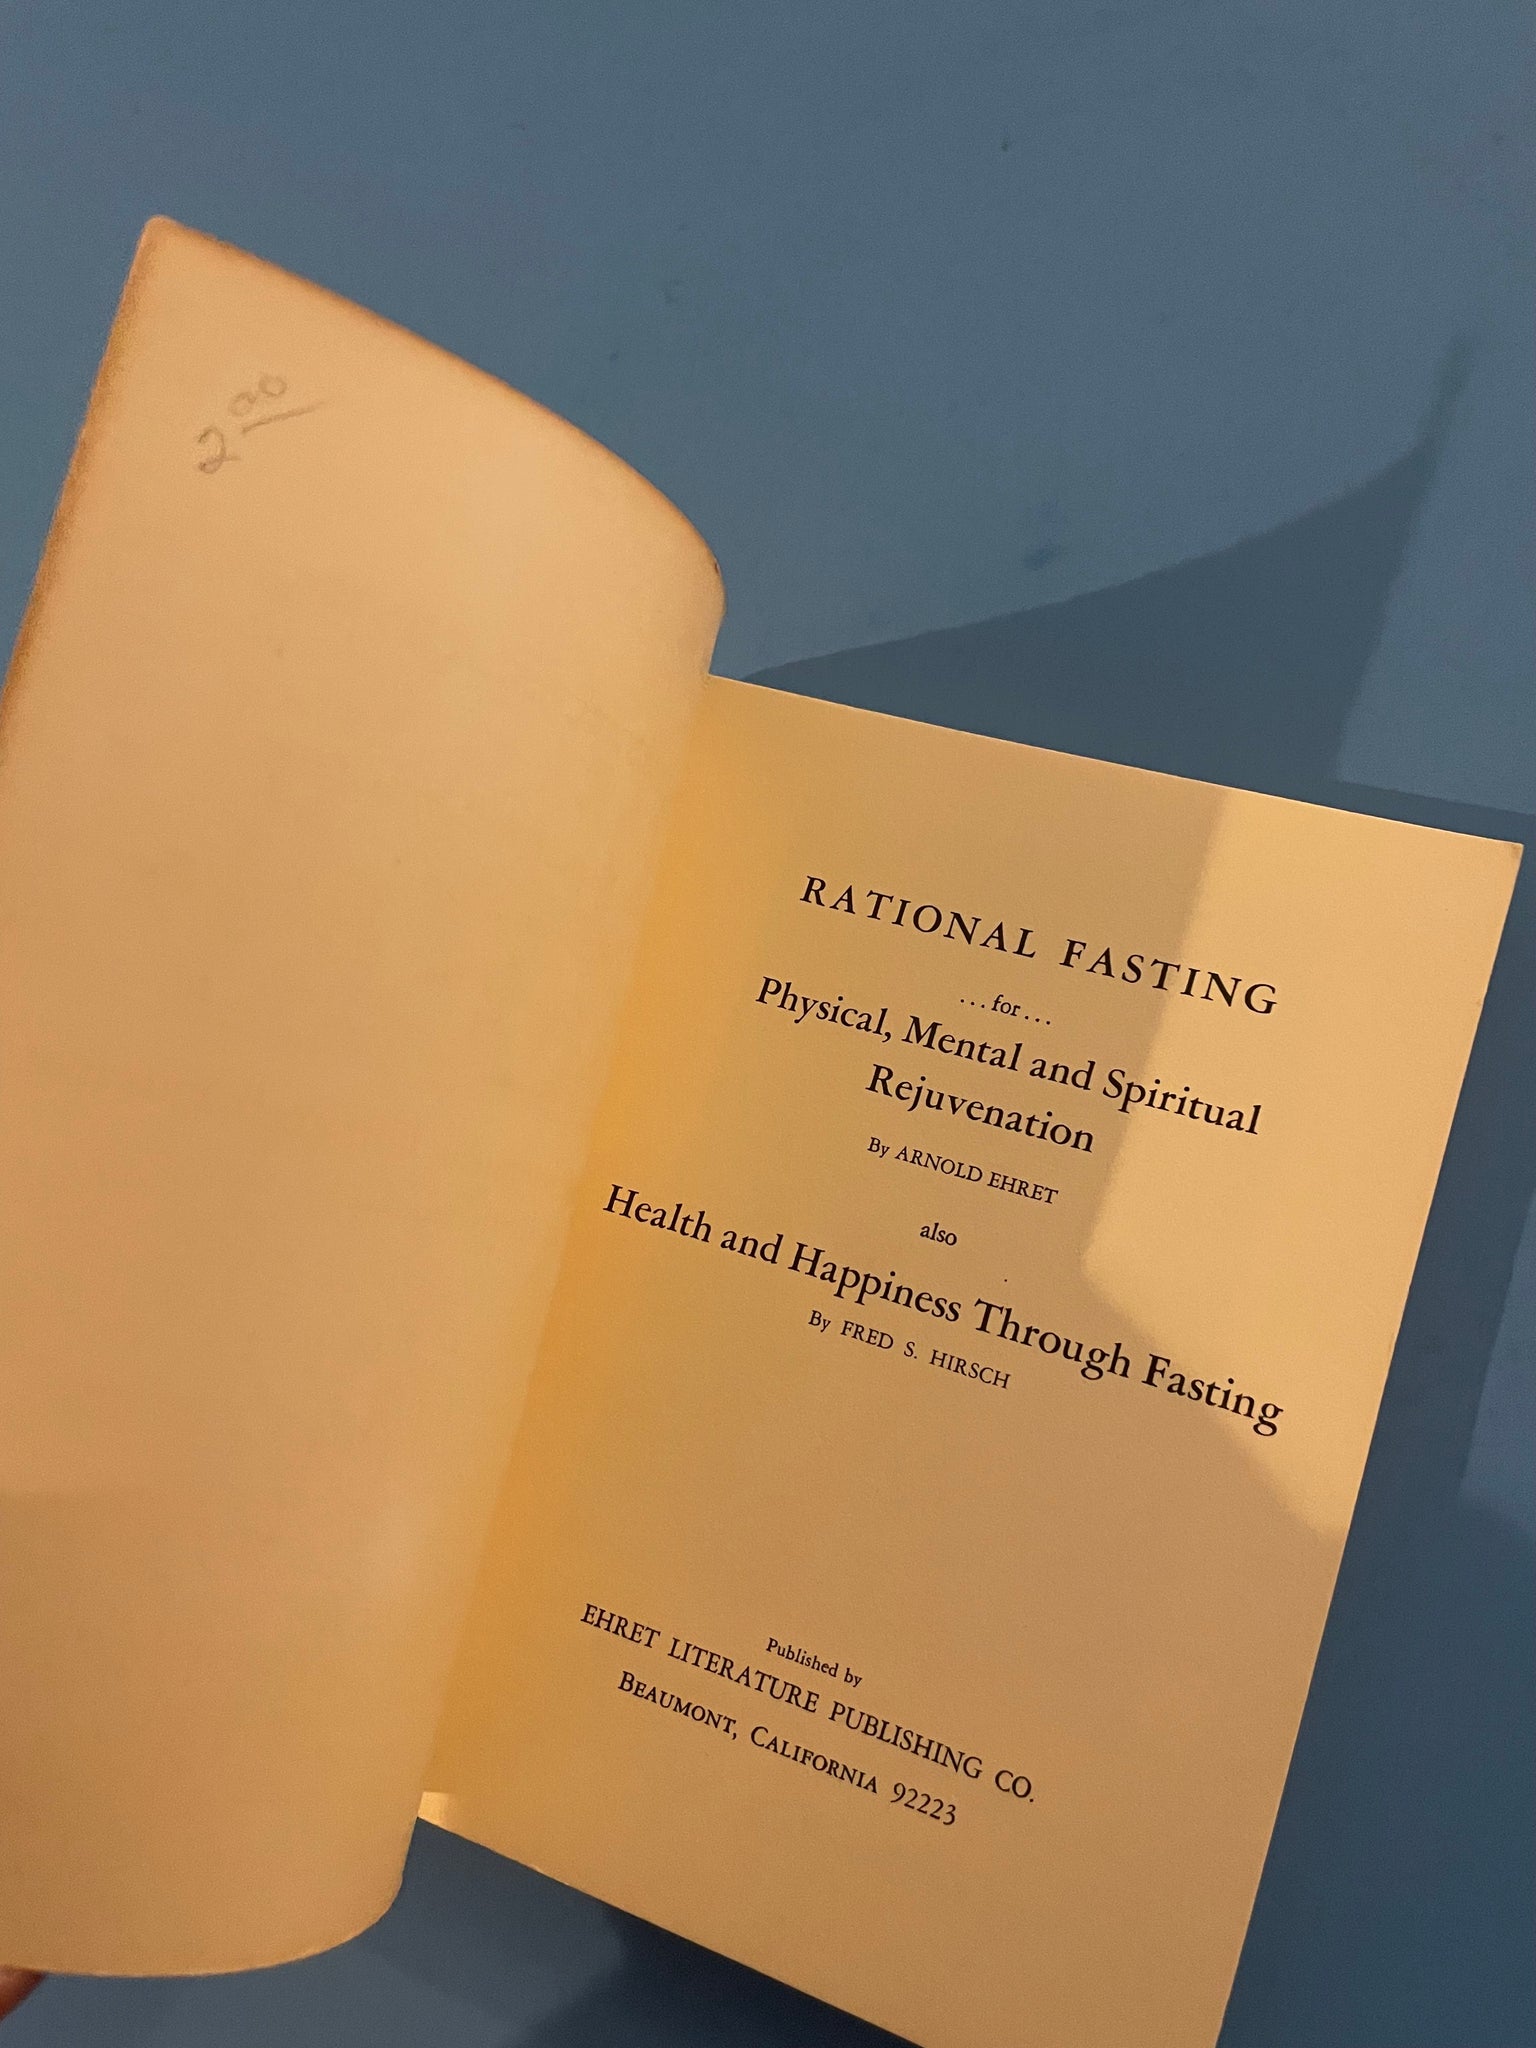 2 00
RATIONAL FASTING
...for...
Physical, Mental and Spiritual
Rejuvenation
By ARNOLD EHRET
also
Health and Happiness Through Fasting
By FRED S. HIRSCH
Published by
EHRET LITERATURE PUBLISHING CO.
BEAUMONT, CALIFORNIA 92223